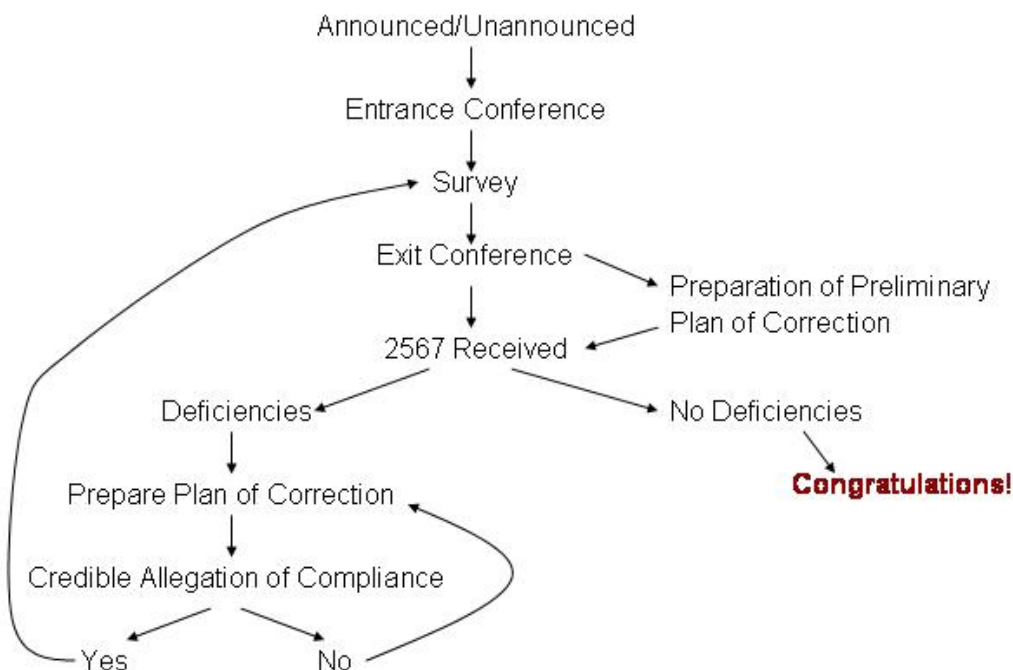 Announced/Unannounced
Entrance Conference
Survey
Exit Conference
Preparation of Preliminary
Plan of Correction
2567 Received
Deficiencies
No Deficiencies
Congratulations!
Prepare Plan of Correction
Credible Allegation of Compliance
Yes
No